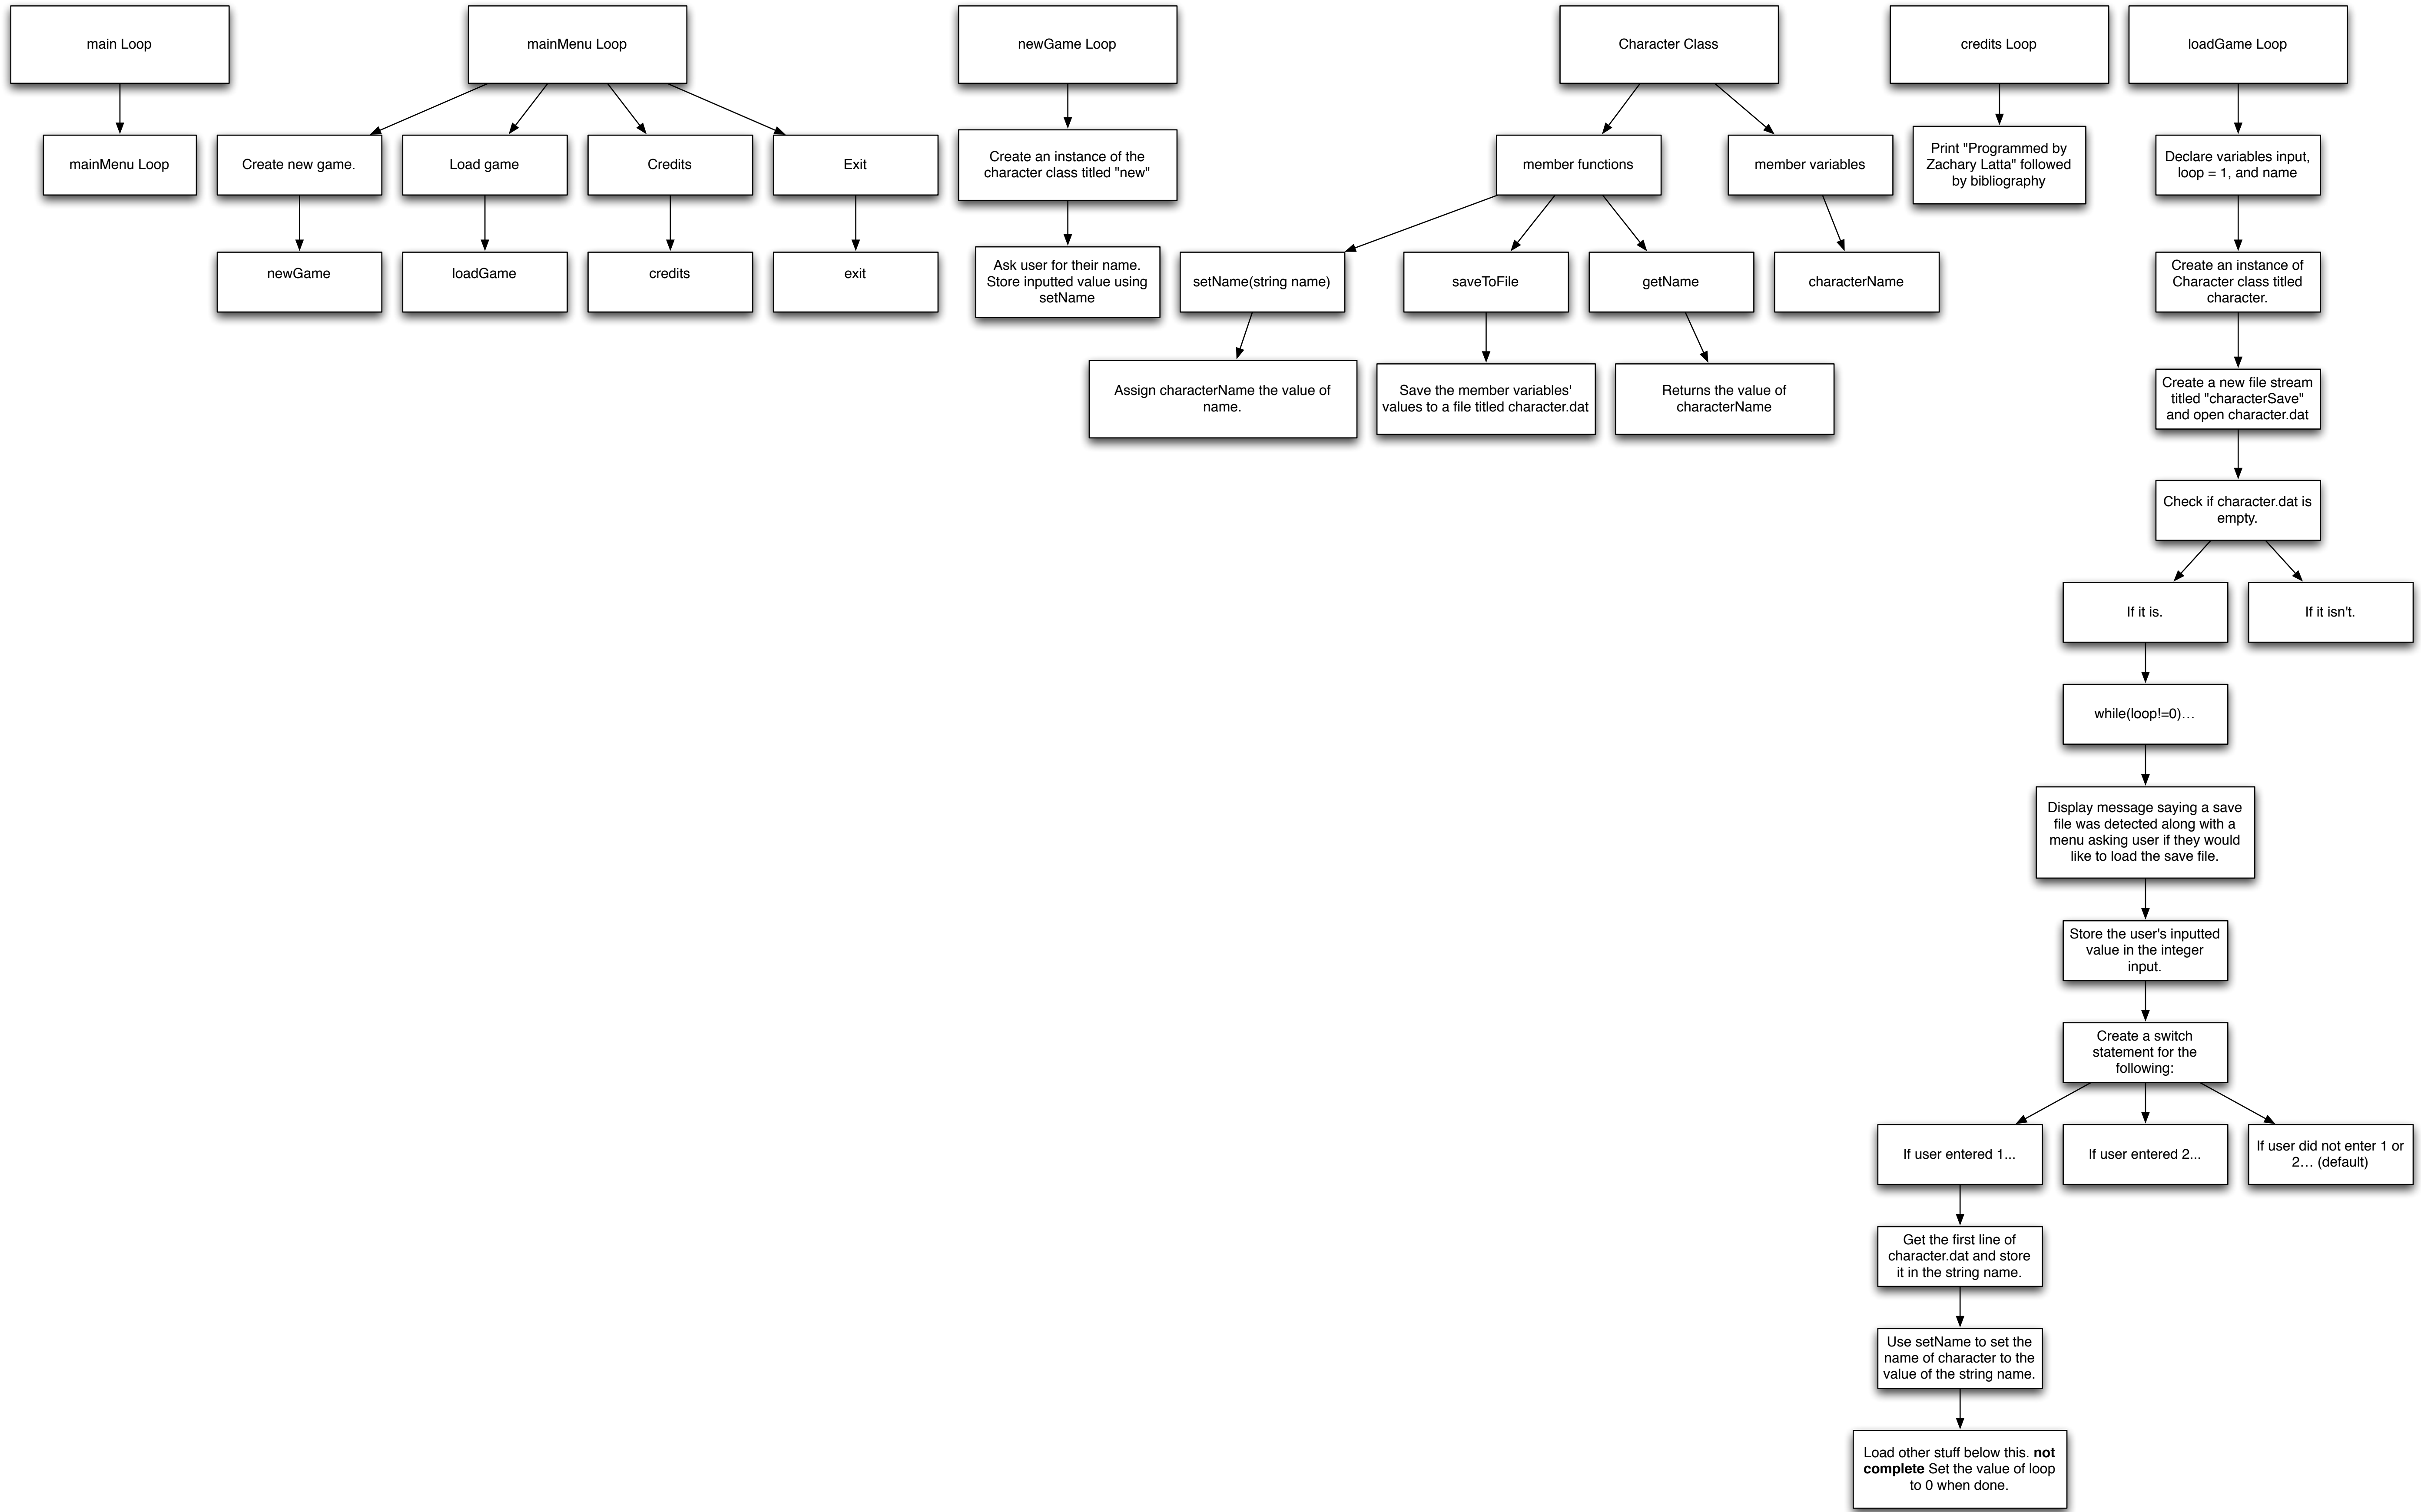 main Loop
mainMenu Loop
newGame Loop
Character Class
credits Loop
loadGame Loop
mainMenu Loop
Create new game.
Load game
Credits
Exit
Create an instance of the
character class titled "new"
member functions
member variables
Print "Programmed by
Zachary Latta" followed
by bibliography
Declare variables input,
loop = 1, and name
newGame
loadGame
credits
exit
Ask user for their name.
Store inputted value using
setName
setName(string name)
saveToFile
getName
characterName
Create an instance of
Character class titled
character.
Assign characterName the value of
name.
Save the member variables'
values to a file titled character.dat
Returns the value of
characterName
Create a new file stream
titled "characterSave"
and open character.dat
Check if character.dat is
empty.
If it is.
If it isn't.
while(loop!=0)…
Display message saying a save
file was detected along with a
menu asking user if they would
like to load the save file.
Store the user's inputted
value in the integer
input.
Create a switch
statement for the
following:
If user entered 1...
If user entered 2...
If user did not enter 1 or
2… (default)
Get the first line of
character.dat and store
it in the string name.
Use setName to set the
name of character to the
value of the string name.
Load other stuff below this. not
complete Set the value of loop
to 0 when done.